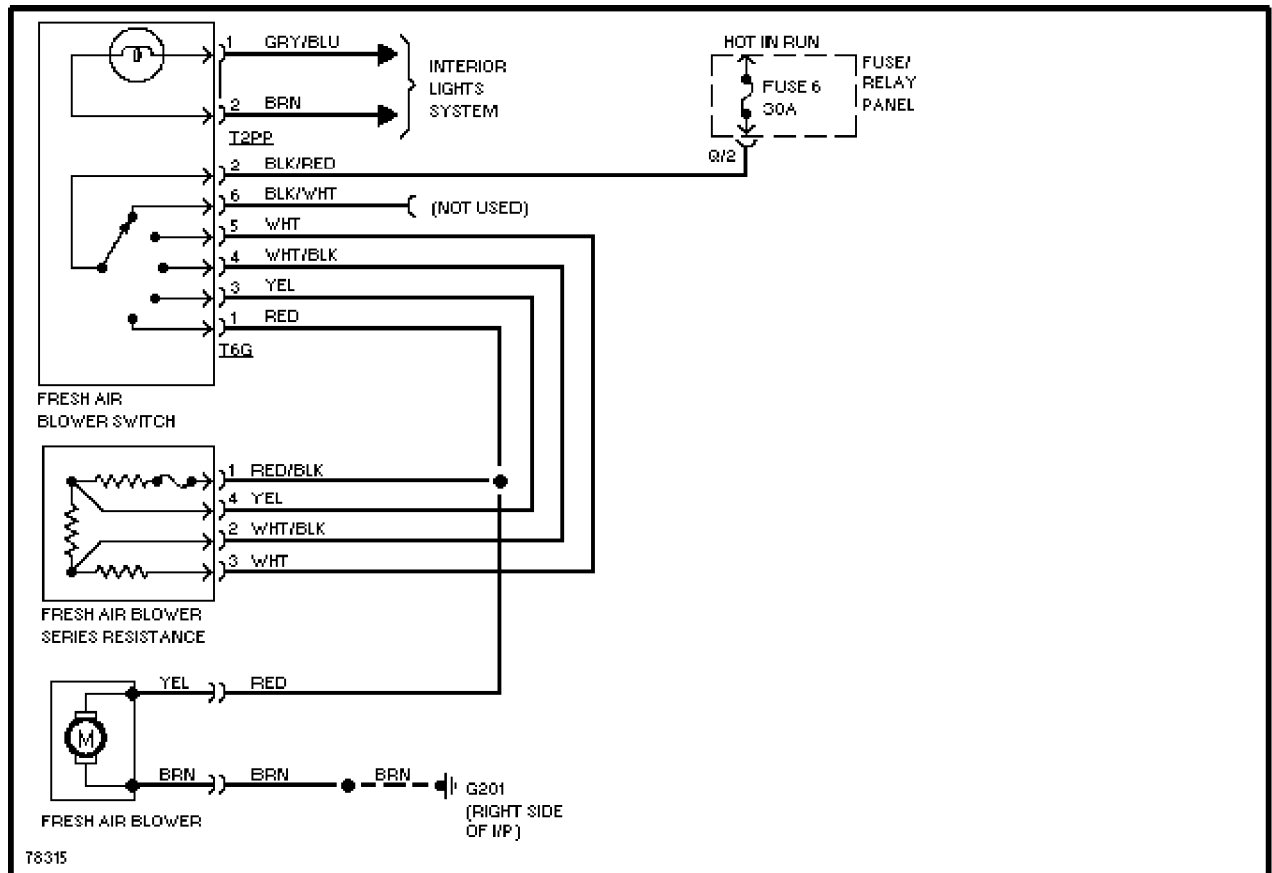 1 GRY/BLU
2 BRN
T2PP
INTERIOR
LIGHTS
SYSTEM
HOT IN RUN
FUSE 6
30A
FUSE/
RELAY
PANEL
Q/2
2 BLK/RED
6 BLK/WHT
(NOT USED)
5 WHT
4 WHT/BLK
3 YEL
1 RED
T6G
FRESH AIR
BLOWER SWITCH
1 RED/BLK
4 YEL
2 WHT/BLK
3 WHT
FRESH AIR BLOWER
SERIES RESISTANCE
YEL RED
M
BRN BRN BRN
G201
(RIGHT SIDE
OF I/P)
FRESH AIR BLOWER
78315